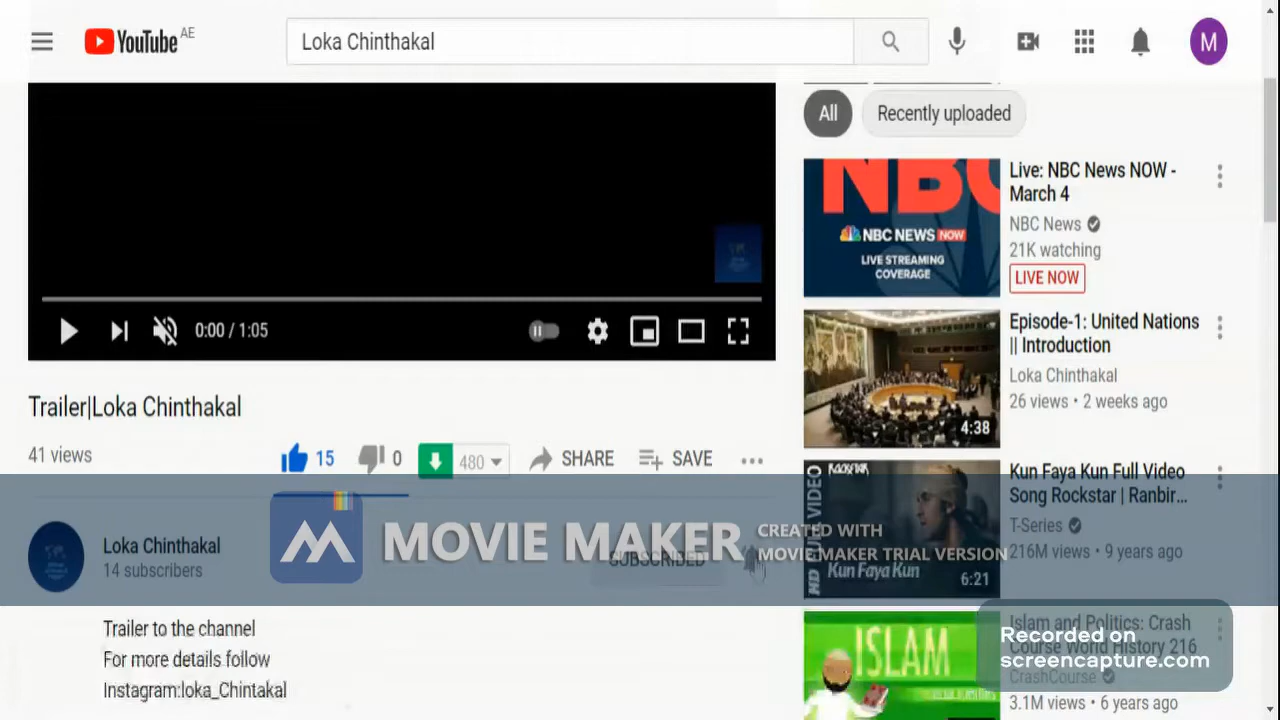 YouTube AE
Loka Chinthakal
M
All
Recently uploaded
NBC
NBC NEWS NOW
LIVE STREAMING
COVERAGE
Live: NBC News NOW -
March 4
NBC News
21K watching
LIVE NOW
0:00 / 1:05
4:38
Episode-1: United Nations
|| Introduction
Loka Chinthakal
26 views • 2 weeks ago
Trailer|Loka Chinthakal
41 views
15
0
480
SHARE
SAVE
HD FULL VIDEO
ROCKSTAR
Kun Faya Kun
6:21
Kun Faya Kun Full Video
Song Rockstar | Ranbir...
T-Series
216M views • 9 years ago
MOVIE MAKER
CREATED WITH
MOVIE MAKER TRIAL VERSION
Loka Chinthakal
14 subscribers
SUBSCRIBED
Trailer to the channel
For more details follow
Instagram:loka_Chintakal
ISLAM
Islam and Politics: Crash
Course World History 216
CrashCourse
3.1M views • 6 years ago
Recorded on
screencapture.com